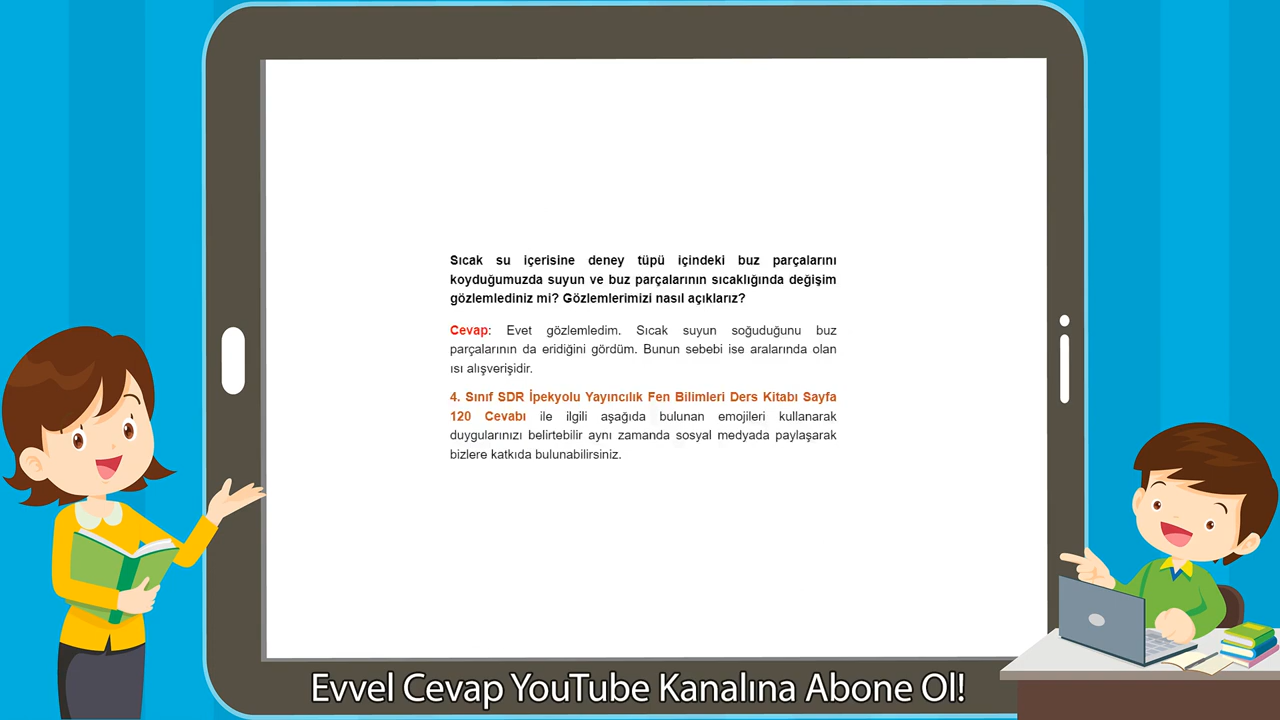 Sıcak su içerisine deney tüpü içindeki buz parçalarını
koyduğumuzda suyun ve buz parçalarının sıcaklığında değişim
gözlemlediniz mi? Gözlemlerimizi nasıl açıklarız?
Cevap: Evet gözlemledim. Sıcak suyun soğuduğunu buz
parçalarının da eridiğini gördüm. Bunun sebebi ise aralarında olan
ısı alışverişidir.
4. Sınıf SDR İpekyolu Yayıncılık Fen Bilimleri Ders Kitabı Sayfa
120 Cevabı ile ilgili aşağıda bulunan emojileri kullanarak
duygularınızı belirtebilir aynı zamanda sosyal medyada paylaşarak
bizlere katkıda bulunabilirsiniz.
Evvel Cevap YouTube Kanalına Abone Ol!